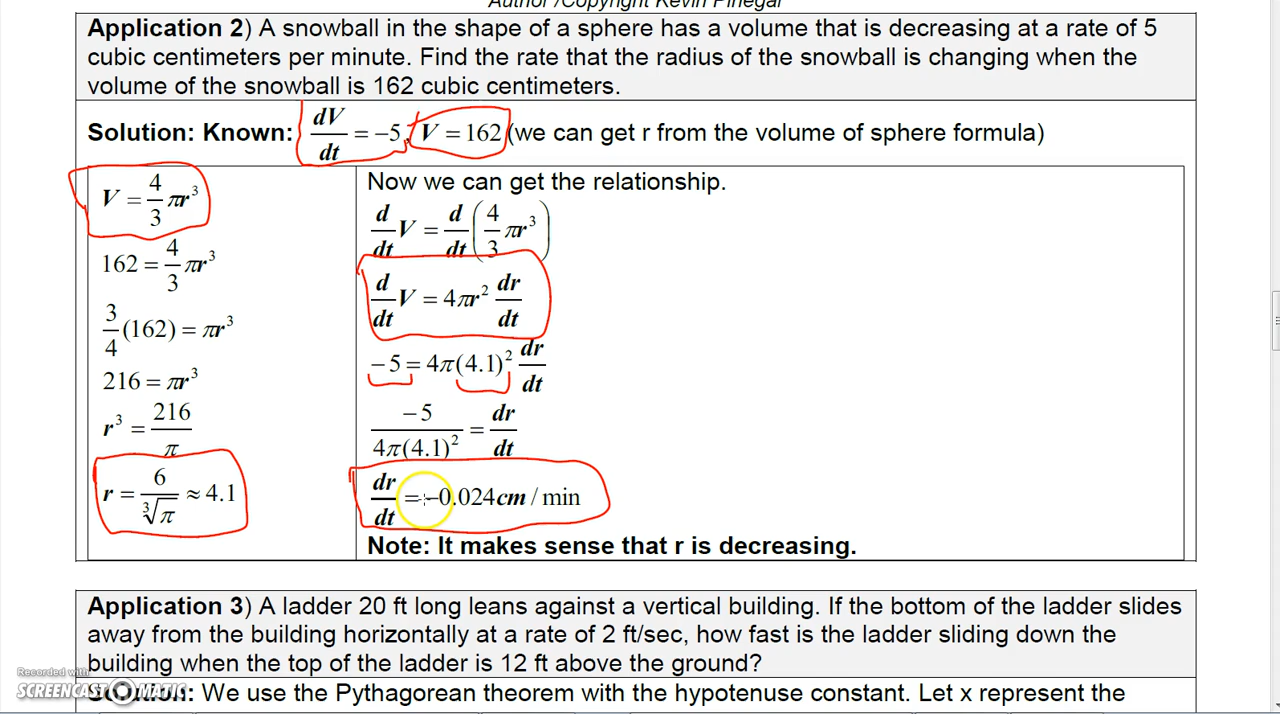 Author /Copyright Kevin Pinegar
Application 2) A snowball in the shape of a sphere has a volume that is decreasing at a rate of 5
cubic centimeters per minute. Find the rate that the radius of the snowball is changing when the
volume of the snowball is 162 cubic centimeters.
Solution: Known: dV/dt = −5, V = 162 (we can get r from the volume of sphere formula)
V = 4/3 πr³
162 = 4/3 πr³
3/4 (162) = πr³
216 = πr³
r³ = 216/π
r = 6/∛π ≈ 4.1
Now we can get the relationship.
d/dt V = d/dt (4/3 πr³)
d/dt V = 4πr² dr/dt
−5 = 4π(4.1)² dr/dt
−5/4π(4.1)² = dr/dt
dr/dt = −0.024cm / min
Note: It makes sense that r is decreasing.
Application 3) A ladder 20 ft long leans against a vertical building. If the bottom of the ladder slides
away from the building horizontally at a rate of 2 ft/sec, how fast is the ladder sliding down the
building when the top of the ladder is 12 ft above the ground?
Solution: We use the Pythagorean theorem with the hypotenuse constant. Let x represent the
Recorded with
SCREENCAST-O-MATIC